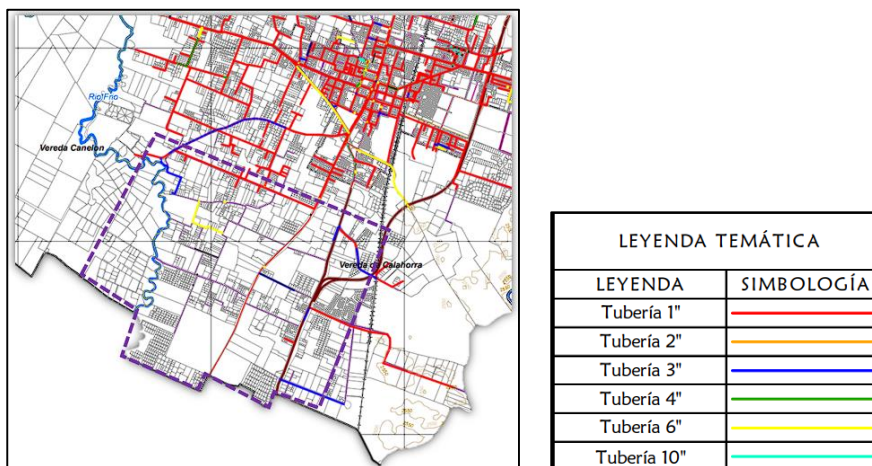 Rio Frio
Vereda Canelon
Vereda de Calahorra
LEYENDA TEMÁTICA
LEYENDA SIMBOLOGÍA
Tubería 1"
Tubería 2"
Tubería 3"
Tubería 4"
Tubería 6"
Tubería 10"